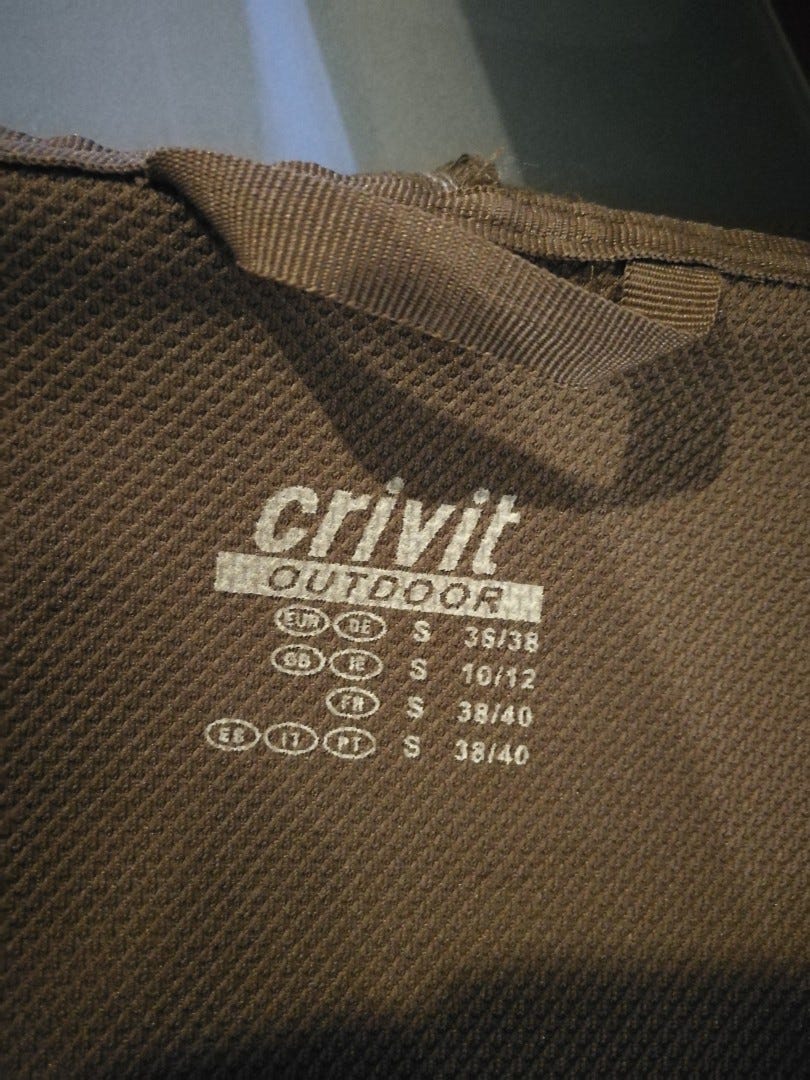 crivit
OUTDOOR
EUR DE S 36/38
GB IE S 10/12
FR S 38/40
ES IT PT S 38/40